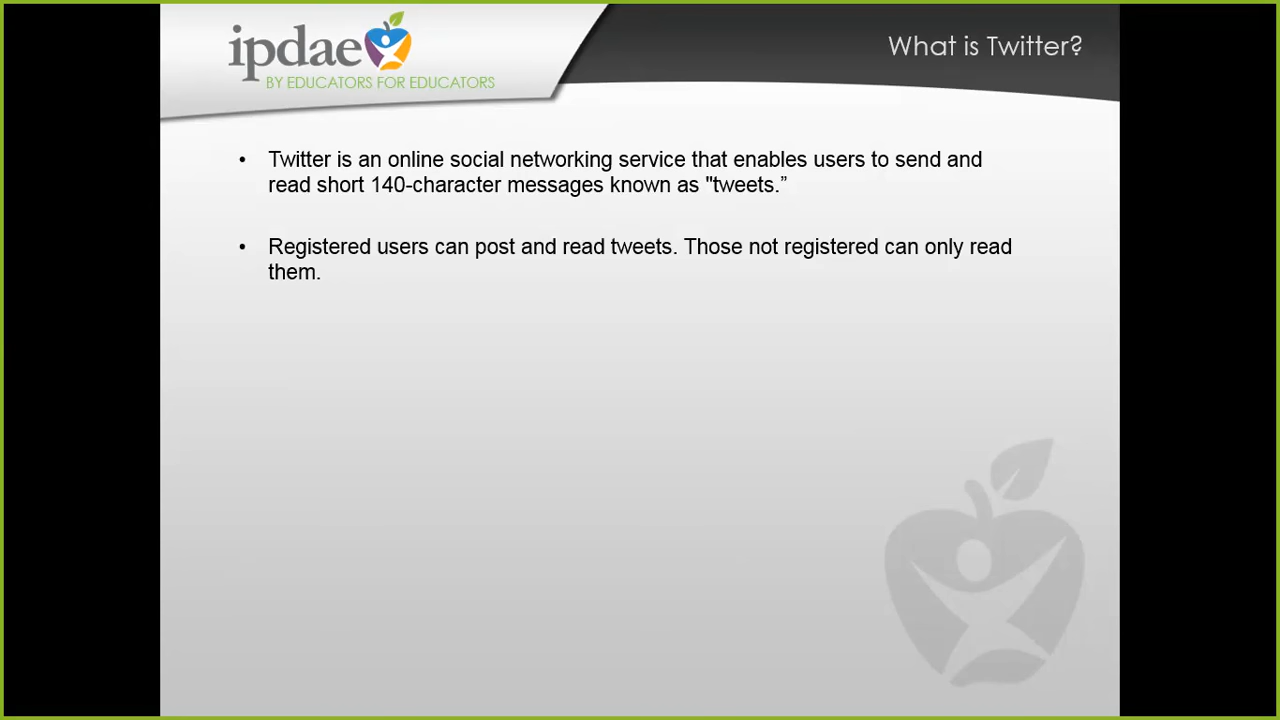 ipdae
BY EDUCATORS FOR EDUCATORS
What is Twitter?
• Twitter is an online social networking service that enables users to send and
read short 140-character messages known as "tweets.”
• Registered users can post and read tweets. Those not registered can only read
them.